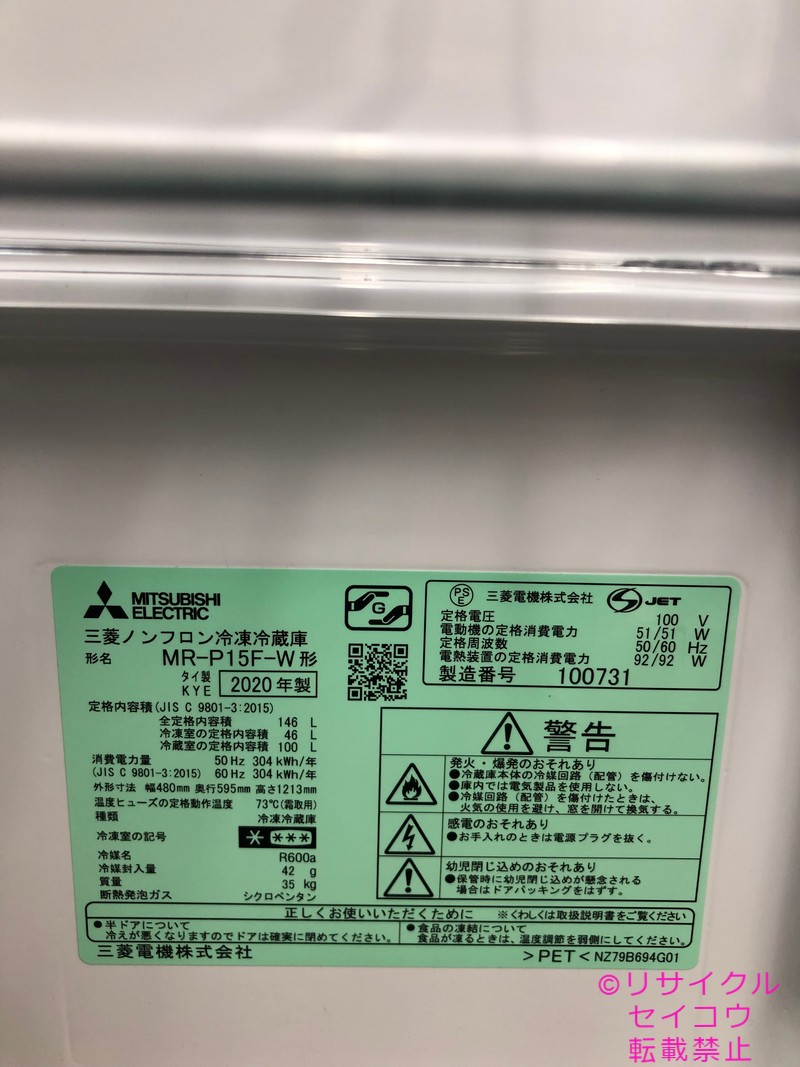 MITSUBISHI
ELECTRIC
三菱ノンフロン冷凍冷蔵庫
形名 MR-P15F-W形
タイ製
KYE 2020年製
G
PS
E
三菱電機株式会社 S JET
定格電圧 100 V
電動機の定格消費電力 51/51 W
定格周波数 50/60 Hz
電熱装置の定格消費電力 92/92 W
製造番号 100731
定格内容積(JIS C 9801-3:2015)
全定格内容積 146 L
冷凍室の定格内容積 46 L
冷蔵室の定格内容積 100 L
消費電力量 50 Hz 304 kWh/年
(JIS C 9801-3:2015) 60 Hz 304 kWh/年
外形寸法 幅480mm 奥行595mm 高さ1213mm
温度ヒューズの定格動作温度 73℃(霜取用)
種類 冷凍冷蔵庫
冷凍室の記号 ＊ ***
冷媒名 R600a
冷媒封入量 42 g
質量 35 kg
断熱発泡ガス シクロペンタン
警告
発火・爆発のおそれあり
●冷蔵庫本体の冷媒回路（配管）を傷付けない。
●庫内では電気製品を使用しない。
●冷媒回路（配管）を傷付けたときは、
火気の使用を避け、窓を開けて換気する。
感電のおそれあり
●お手入れのときは電源プラグを抜く。
幼児閉じ込めのおそれあり
●保管時に幼児閉じ込めが懸念される
場合はドアパッキングをはずす。
正しくお使いいただくために ※くわしくは取扱説明書をご覧ください
●半ドアについて
冷えが悪くなりますのでドアは確実に閉めてください。
●食品の凍結について
食品が凍るときは、温度調節を弱側にしてください。
三菱電機株式会社 >PET< NZ79B694G01
©リサイクル
セイコウ
転載禁止